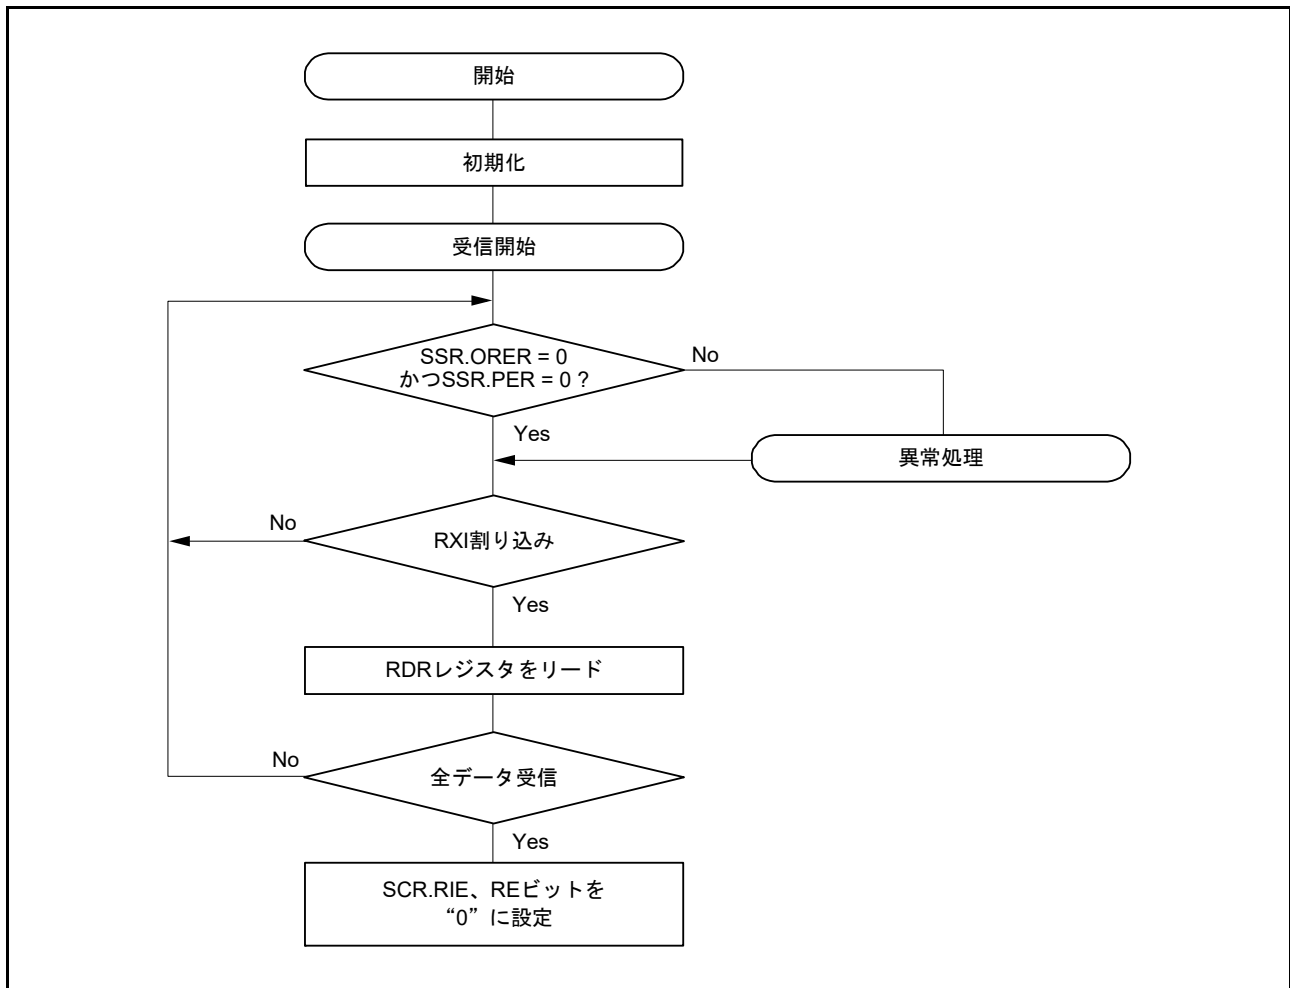 開始
初期化
受信開始
SSR.ORER = 0
かつSSR.PER = 0 ?
No
Yes
異常処理
No
RXI割り込み
Yes
RDRレジスタをリード
No
全データ受信
Yes
SCR.RIE、REビットを
“0”に設定